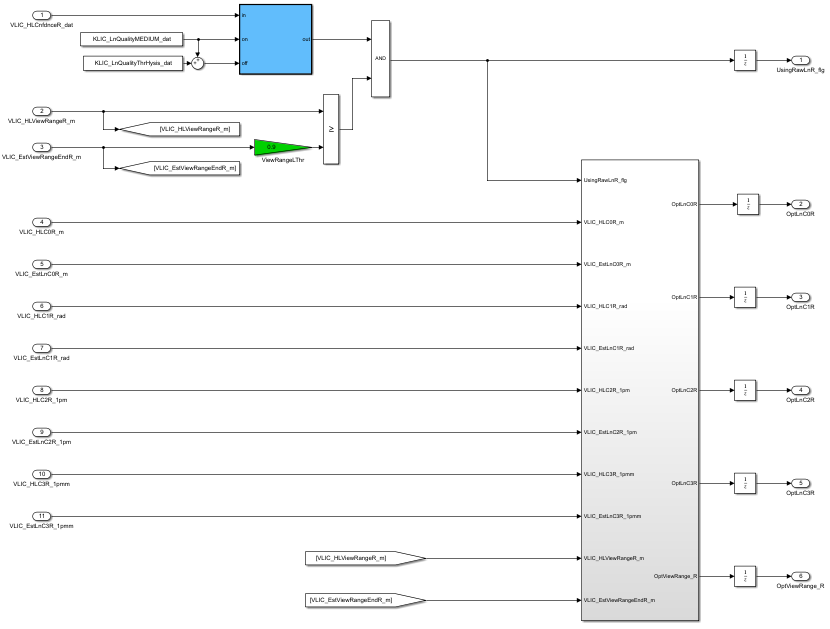 1
VLIC_HLCnfdnceR_dat
KLIC_LnQualityMEDIUM_dat
KLIC_LnQualityThrHysis_dat
in
on
off
out
AND
1/z
1
UsingRawLnR_flg
2
VLIC_HLViewRangeR_m
[VLIC_HLViewRangeR_m]
3
VLIC_EstViewRangeEndR_m
[VLIC_EstViewRangeEndR_m]
0.9
ViewRangeLThr
>=
UsingRawLnR_flg
OptLnC0R
1/z
2
OptLnC0R
4
VLIC_HLC0R_m
VLIC_HLC0R_m
5
VLIC_EstLnC0R_m
VLIC_EstLnC0R_m
6
VLIC_HLC1R_rad
VLIC_HLC1R_rad
OptLnC1R
1/z
3
OptLnC1R
7
VLIC_EstLnC1R_rad
VLIC_EstLnC1R_rad
8
VLIC_HLC2R_1pm
VLIC_HLC2R_1pm
OptLnC2R
1/z
4
OptLnC2R
9
VLIC_EstLnC2R_1pm
VLIC_EstLnC2R_1pm
10
VLIC_HLC3R_1pmm
VLIC_HLC3R_1pmm
OptLnC3R
1/z
5
OptLnC3R
11
VLIC_EstLnC3R_1pmm
VLIC_EstLnC3R_1pmm
[VLIC_HLViewRangeR_m]
VLIC_HLViewRangeR_m
OptViewRange_R
1/z
6
OptViewRange_R
[VLIC_EstViewRangeEndR_m]
VLIC_EstViewRangeEndR_m